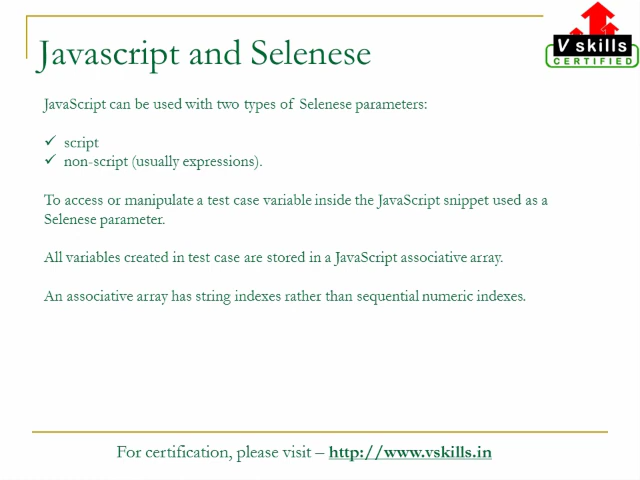 Javascript and Selenese
V skills
CERTIFIED
JavaScript can be used with two types of Selenese parameters:
✓ script
✓ non-script (usually expressions).
To access or manipulate a test case variable inside the JavaScript snippet used as a
Selenese parameter.
All variables created in test case are stored in a JavaScript associative array.
An associative array has string indexes rather than sequential numeric indexes.
For certification, please visit – http://www.vskills.in